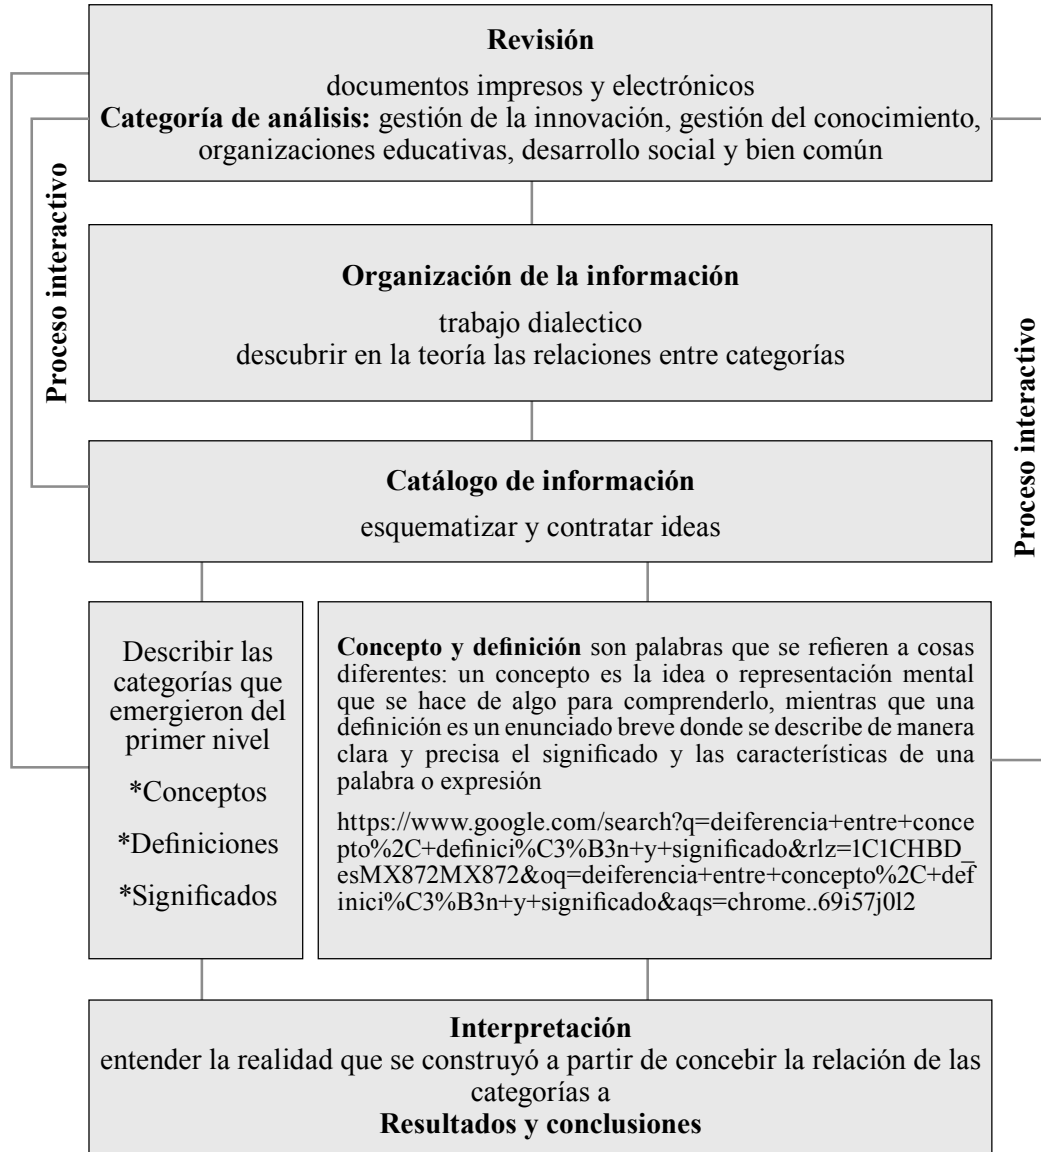 Revisión
documentos impresos y electrónicos
Categoría de análisis: gestión de la innovación, gestión del conocimiento,
organizaciones educativas, desarrollo social y bien común
Proceso interactivo
Organización de la información
trabajo dialectico
descubrir en la teoría las relaciones entre categorías
Proceso interactivo
Catálogo de información
esquematizar y contratar ideas
Describir las
categorías que
emergieron del
primer nivel
*Conceptos
*Definiciones
*Significados
Concepto y definición son palabras que se refieren a cosas
diferentes: un concepto es la idea o representación mental
que se hace de algo para comprenderlo, mientras que una
definición es un enunciado breve donde se describe de manera
clara y precisa el significado y las características de una
palabra o expresión
https://www.google.com/search?q=deiferencia+entre+conce
pto%2C+definici%C3%B3n+y+significado&rlz=1C1CHBD_
esMX872MX872&oq=deiferencia+entre+concepto%2C+def
inici%C3%B3n+y+significado&aqs=chrome..69i57j0l2
Interpretación
entender la realidad que se construyó a partir de concebir la relación de las
categorías a
Resultados y conclusiones